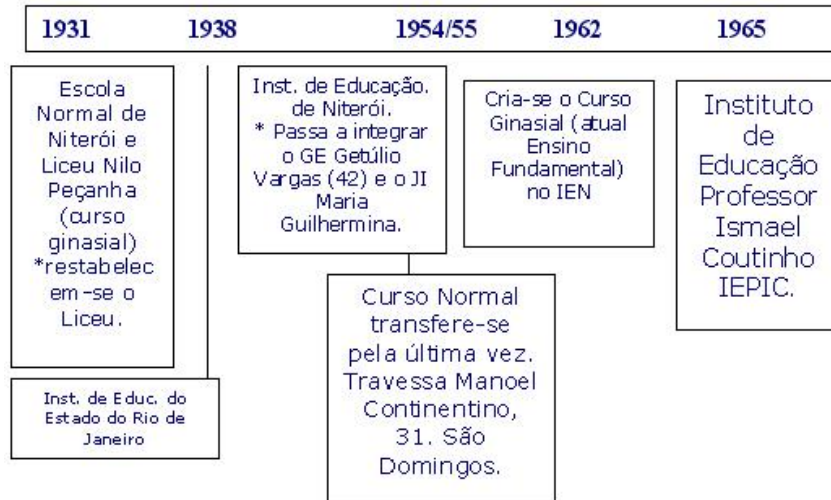 1931 1938 1954/55 1962 1965
Escola
Normal de
Niterói e
Liceu Nilo
Peçanha
(curso
ginasial)
*restabelec
em-se o
Liceu.
Inst. de Educ. do
Estado do Rio de
Janeiro
Inst. de Educação.
de Niterói.
* Passa a integrar
o GE Getúlio
Vargas (42) e o JI
Maria
Guilhermina.
Curso Normal
transfere-se
pela última vez.
Travessa Manoel
Continentino,
31. São
Domingos.
Cria-se o Curso
Ginasial (atual
Ensino
Fundamental)
no IEN
Instituto
de
Educação
Professor
Ismael
Coutinho
IEPIC.